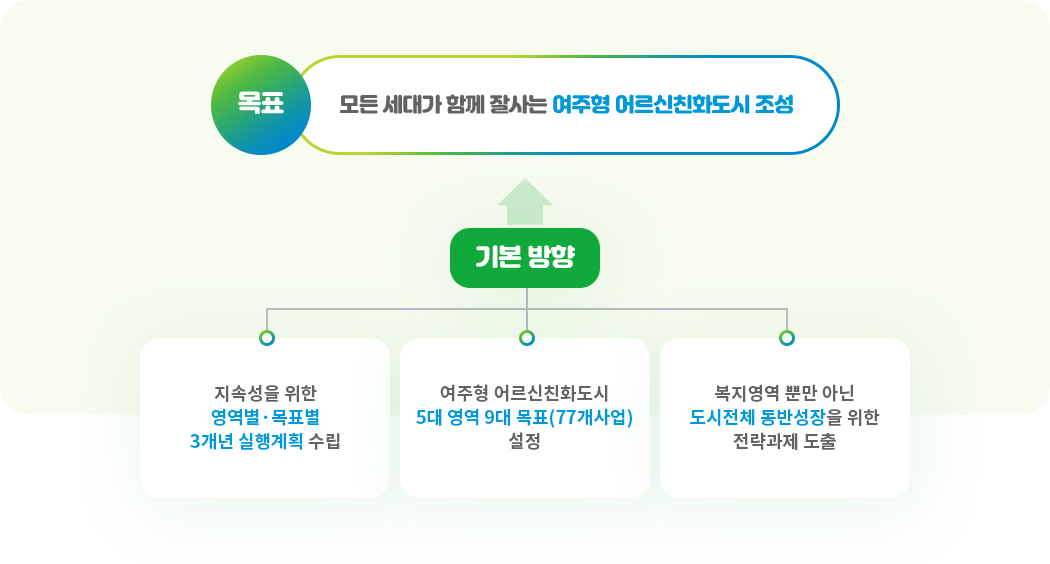 목표
모든 세대가 함께 잘사는 여주형 어르신친화도시 조성
기본 방향
지속성을 위한
영역별·목표별
3개년 실행계획 수립
여주형 어르신친화도시
5대 영역 9대 목표(77개사업)
설정
복지영역 뿐만 아닌
도시전체 동반성장을 위한
전략과제 도출